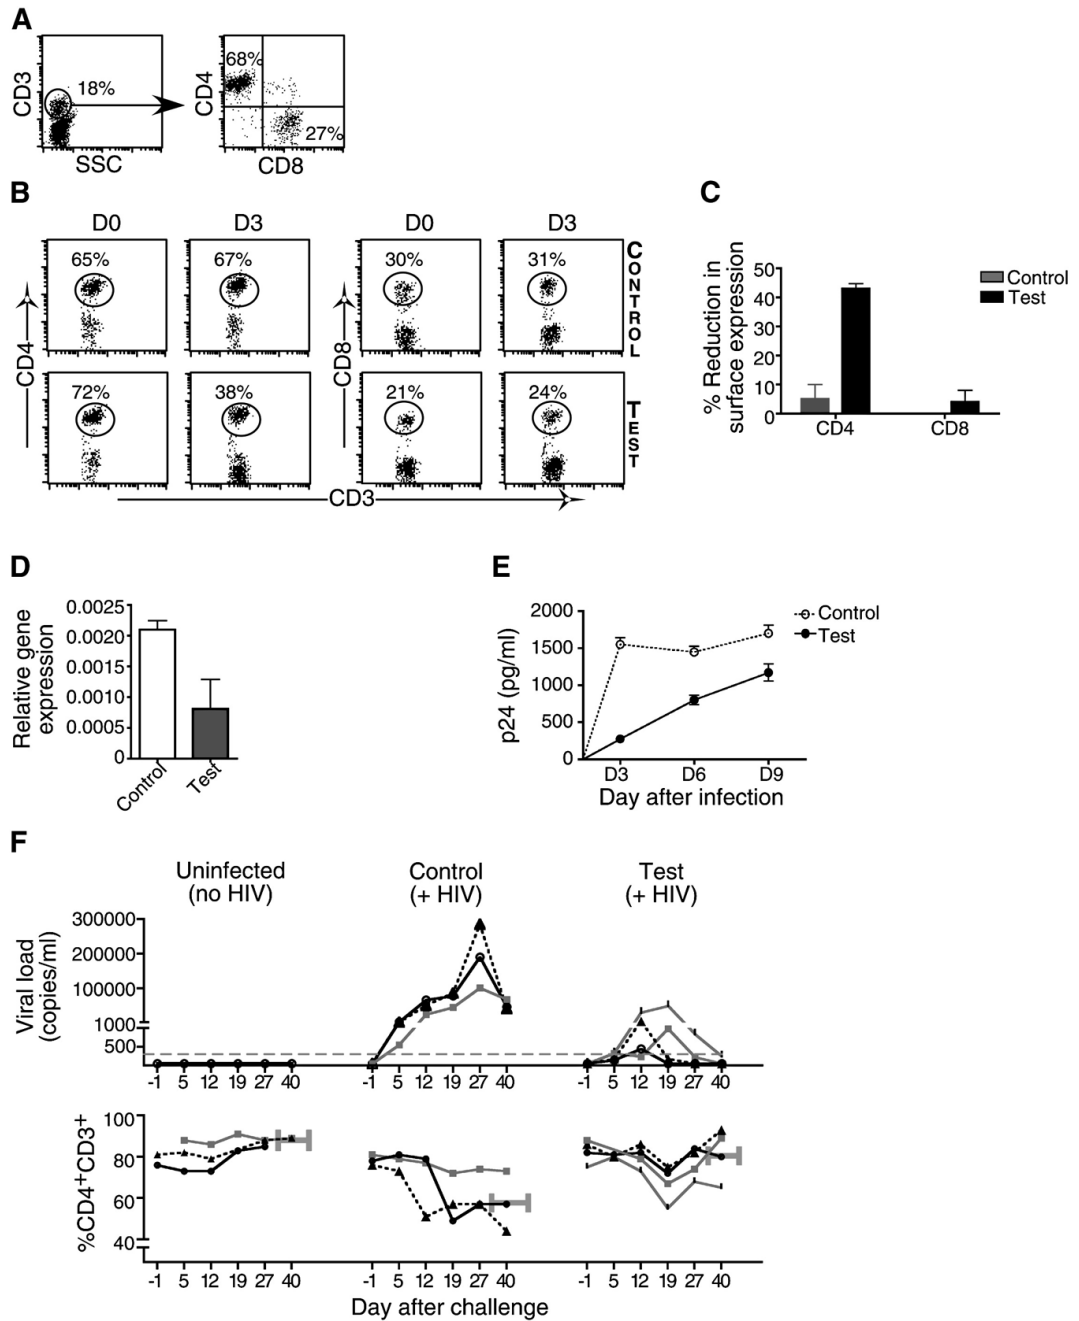 A
CD3
18%
SSC
CD4
68%
27%
CD8
B
D0
D3
D0
D3
65%
67%
30%
31%
CONTROL
CD4
CD8
72%
38%
21%
24%
TEST
CD3
C
% Reduction in
surface expression
50
40
30
20
10
0
CD4
CD8
Control
Test
D
Relative gene
expression
0.0025
0.0020
0.0015
0.0010
0.0005
0
Control
Test
E
p24 (pg/ml)
2000
1500
1000
500
0
D3
D6
D9
Day after infection
Control
Test
F
Uninfected
(no HIV)
Control
(+ HIV)
Test
(+ HIV)
Viral load
(copies/ml)
300000
200000
100000
1000
500
-1 5 12 19 27 40
-1 5 12 19 27 40
-1 5 12 19 27 40
%CD4+CD3+
100
80
60
40
-1 5 12 19 27 40
-1 5 12 19 27 40
-1 5 12 19 27 40
Day after challenge